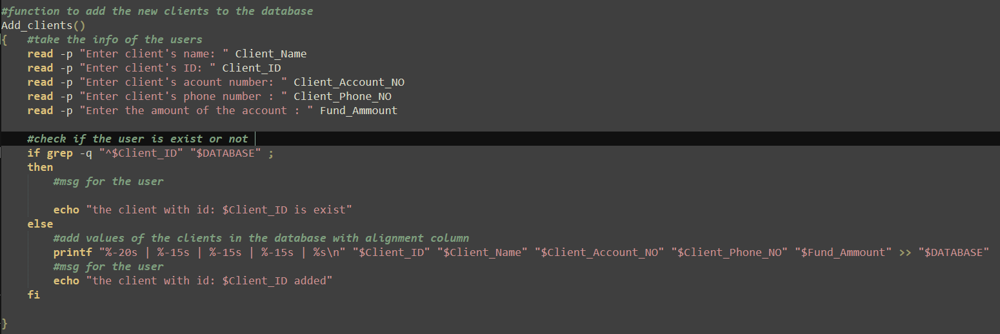 #function to add the new clients to the database
Add_clients()
{   #take the info of the users
    read -p "Enter client's name: " Client_Name
    read -p "Enter client's ID: " Client_ID
    read -p "Enter client's acount number: " Client_Account_NO
    read -p "Enter client's phone number : " Client_Phone_NO
    read -p "Enter the amount of the account : " Fund_Ammount
    #check if the user is exist or not
    if grep -q "^$Client_ID" "$DATABASE" ;
    then
        #msg for the user
        echo "the client with id: $Client_ID is exist"
    else
        #add values of the clients in the database with alignment column
        printf "%-20s | %-15s | %-15s | %-15s | %s\n" "$Client_ID" "$Client_Name" "$Client_Account_NO" "$Client_Phone_NO" "$Fund_Ammount" >> "$DATABASE"
        #msg for the user
        echo "the client with id: $Client_ID added"
    fi
}